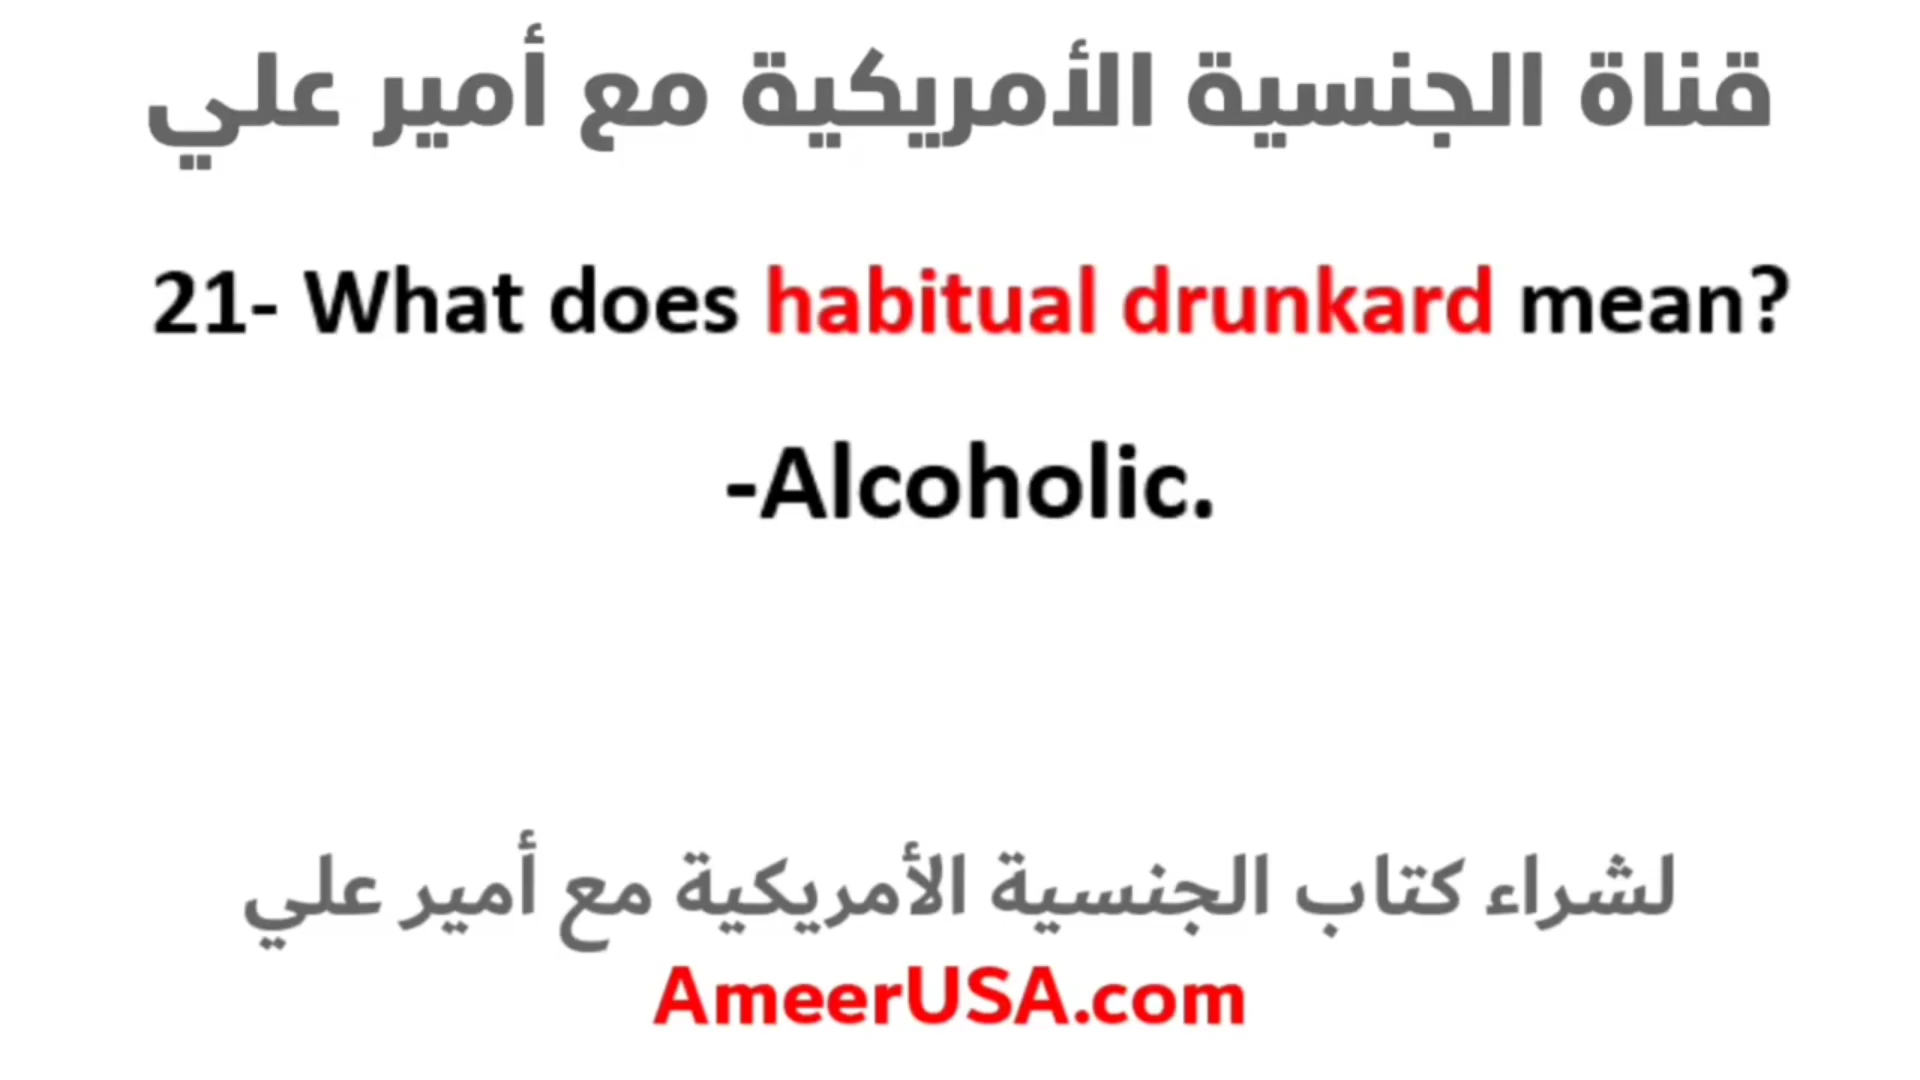 قناة الجنسية الأمريكية مع أمير علي
21- What does habitual drunkard mean?
-Alcoholic.
لشراء كتاب الجنسية الأمريكية مع أمير علي
AmeerUSA.com